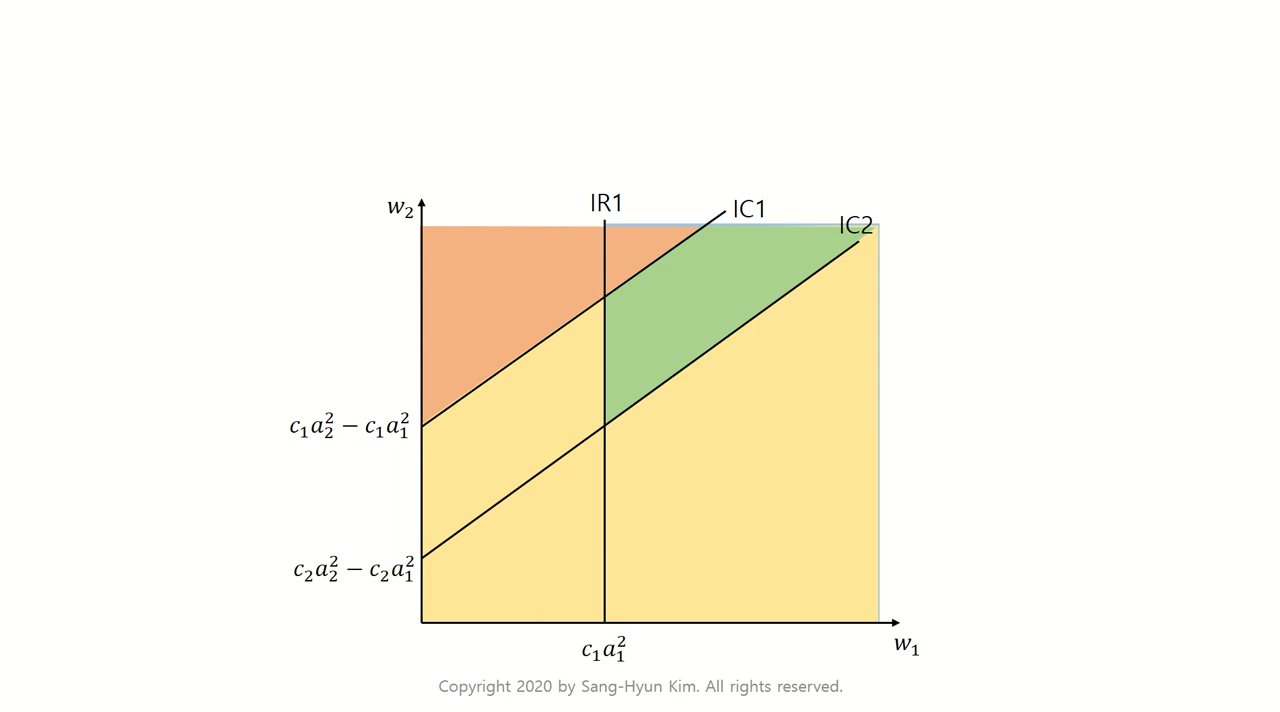 IR1
w₂
IC1
IC2
c₁a₂² − c₁a₁²
c₂a₂² − c₂a₁²
c₁a₁²
w₁
Copyright 2020 by Sang-Hyun Kim. All rights reserved.